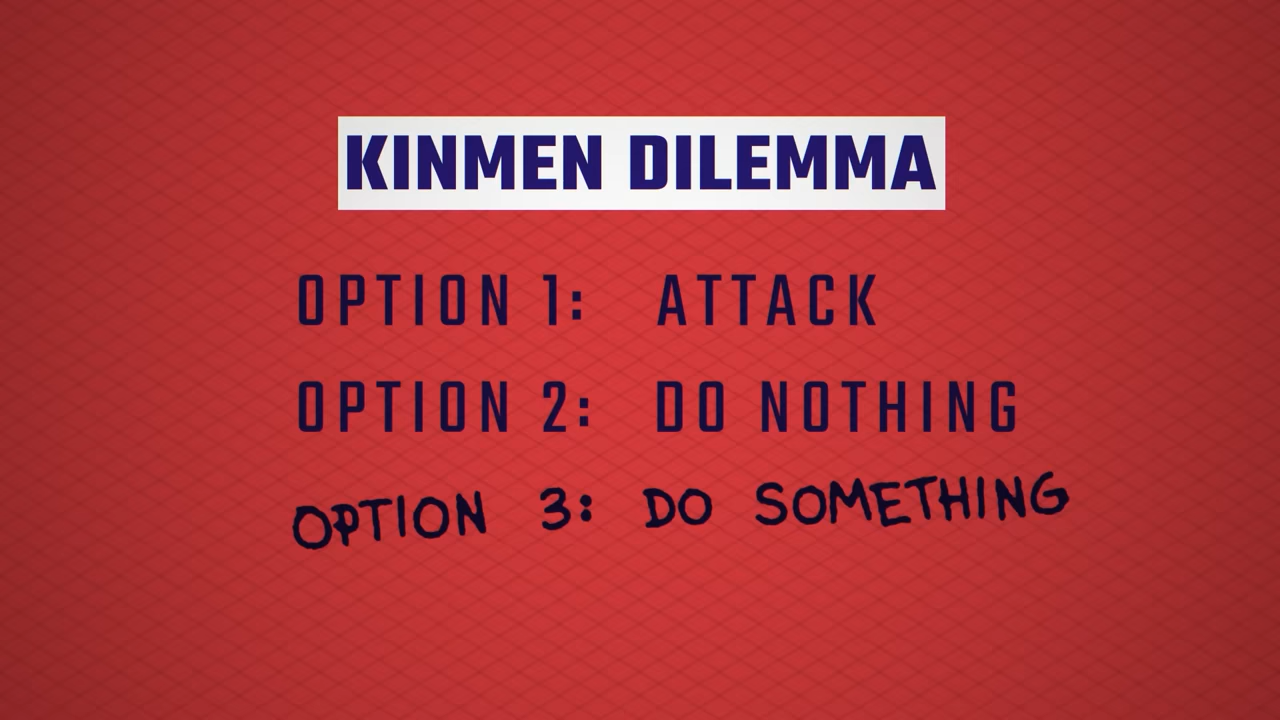 KINMEN DILEMMA
OPTION 1: ATTACK
OPTION 2: DO NOTHING
OPTION 3: DO SOMETHING